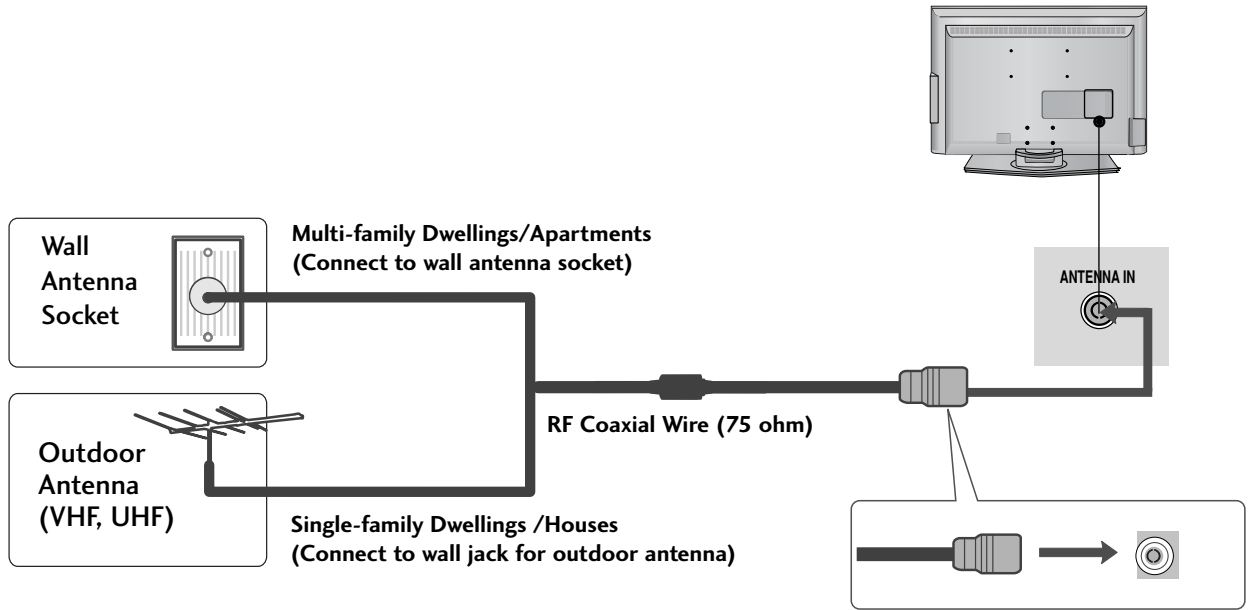 Wall
Antenna
Socket
Multi-family Dwellings/Apartments
(Connect to wall antenna socket)
ANTENNA IN
RF Coaxial Wire (75 ohm)
Outdoor
Antenna
(VHF, UHF)
Single-family Dwellings /Houses
(Connect to wall jack for outdoor antenna)